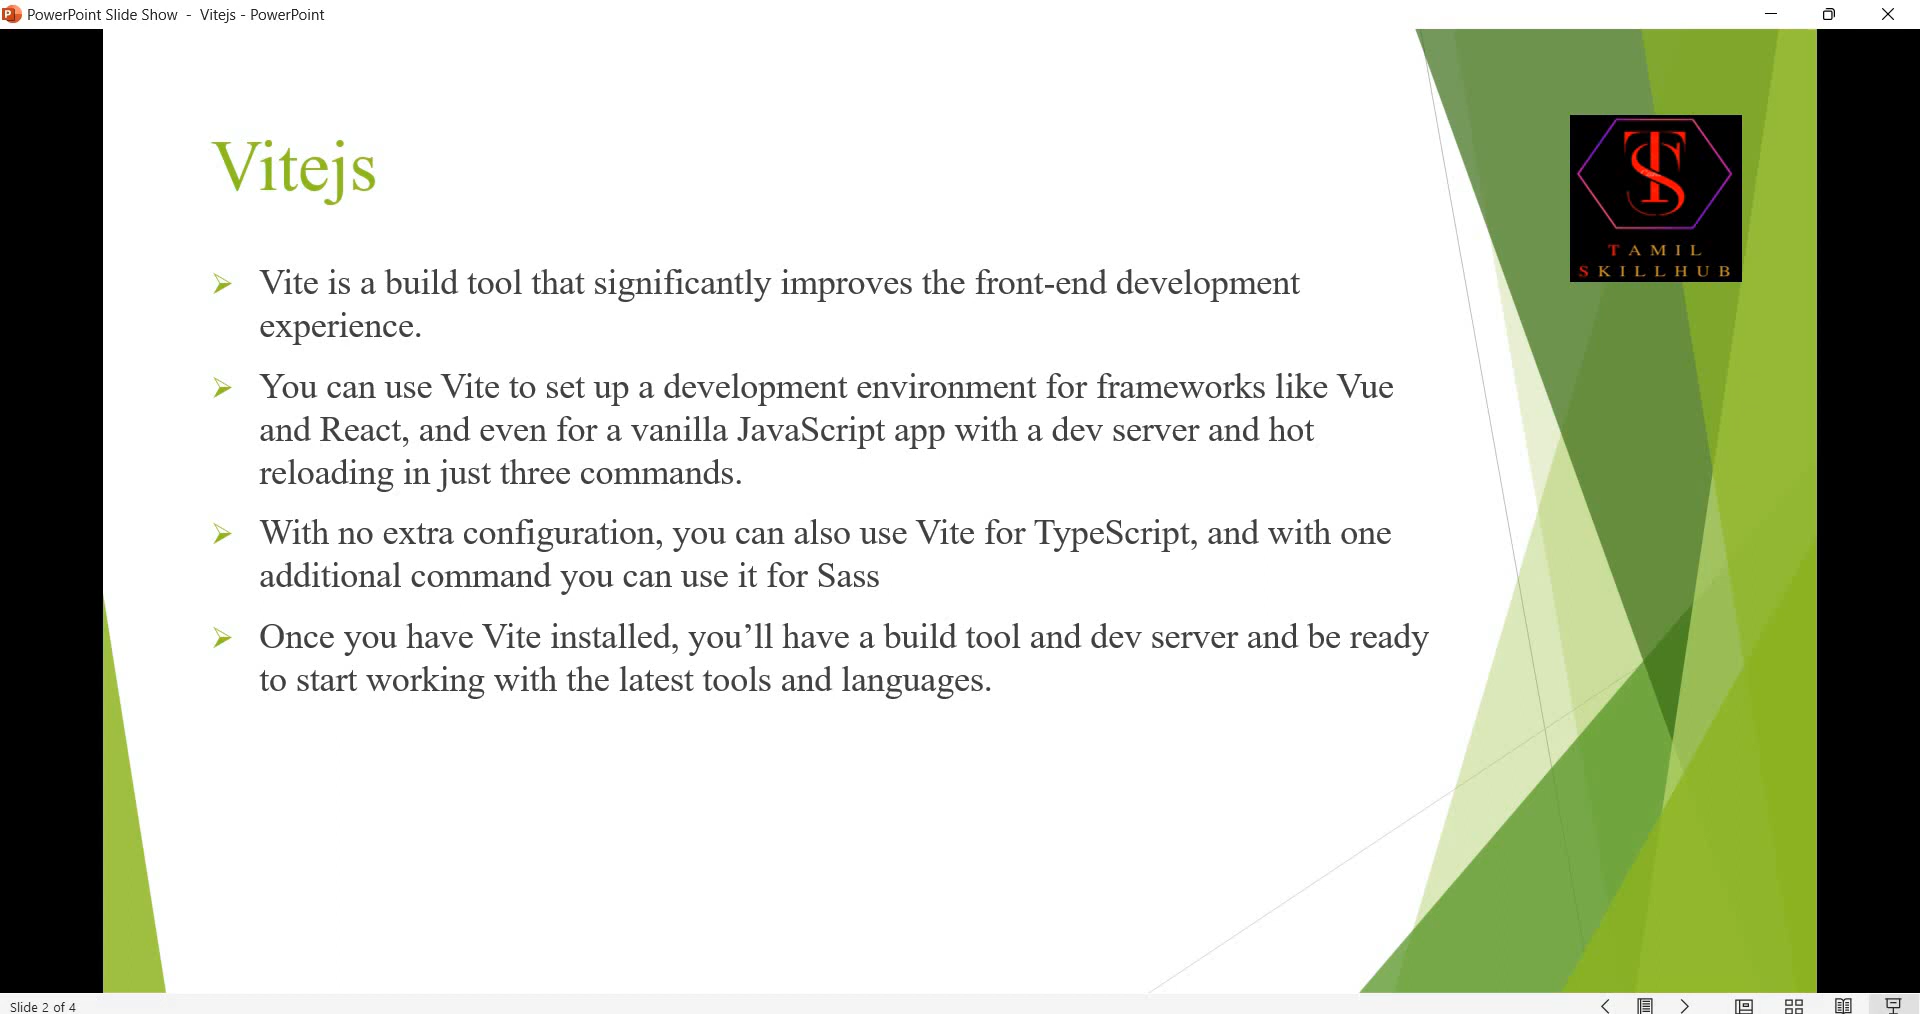 PowerPoint Slide Show - Vitejs - PowerPoint
Vitejs
TAMIL
SKILLHUB
➢ Vite is a build tool that significantly improves the front-end development
experience.
➢ You can use Vite to set up a development environment for frameworks like Vue
and React, and even for a vanilla JavaScript app with a dev server and hot
reloading in just three commands.
➢ With no extra configuration, you can also use Vite for TypeScript, and with one
additional command you can use it for Sass
➢ Once you have Vite installed, you’ll have a build tool and dev server and be ready
to start working with the latest tools and languages.
Slide 2 of 4